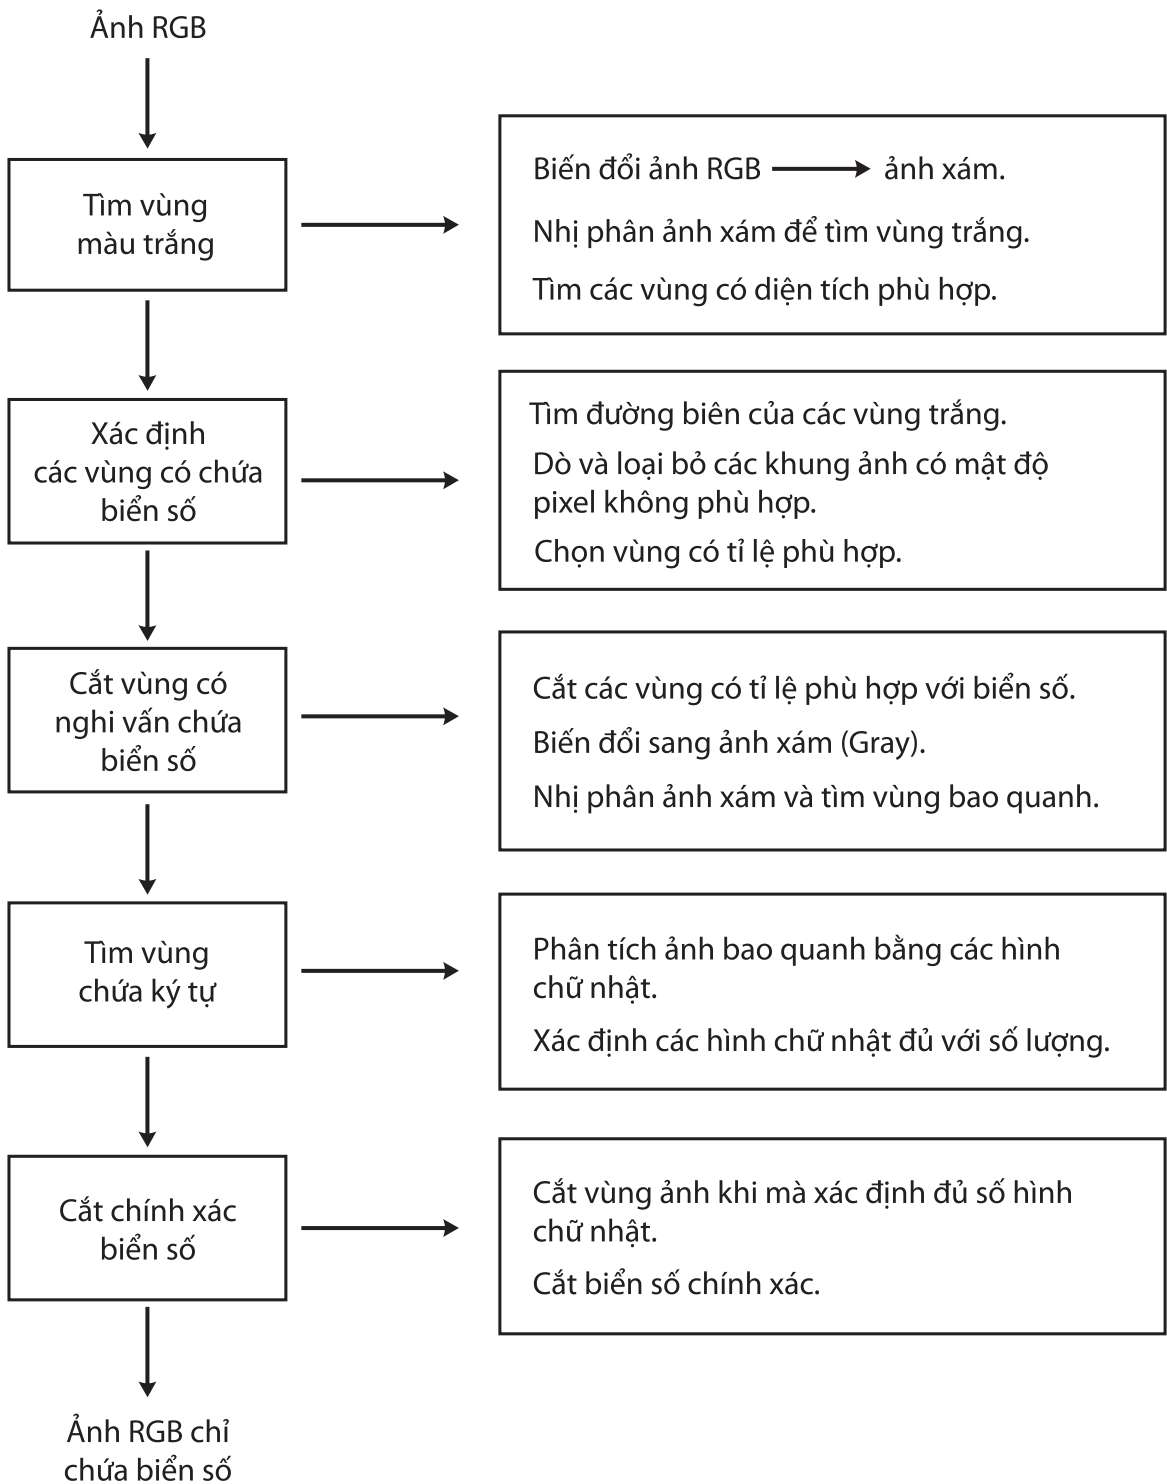 Ảnh RGB
Tìm vùng
màu trắng
Biến đổi ảnh RGB ảnh xám.
Nhị phân ảnh xám để tìm vùng trắng.
Tìm các vùng có diện tích phù hợp.
Xác định
các vùng có chứa
biển số
Tìm đường biên của các vùng trắng.
Dò và loại bỏ các khung ảnh có mật độ
pixel không phù hợp.
Chọn vùng có tỉ lệ phù hợp.
Cắt vùng có
nghi vấn chứa
biển số
Cắt các vùng có tỉ lệ phù hợp với biển số.
Biến đổi sang ảnh xám (Gray).
Nhị phân ảnh xám và tìm vùng bao quanh.
Tìm vùng
chứa ký tự
Phân tích ảnh bao quanh bằng các hình
chữ nhật.
Xác định các hình chữ nhật đủ với số lượng.
Cắt chính xác
biển số
Cắt vùng ảnh khi mà xác định đủ số hình
chữ nhật.
Cắt biển số chính xác.
Ảnh RGB chỉ
chứa biển số